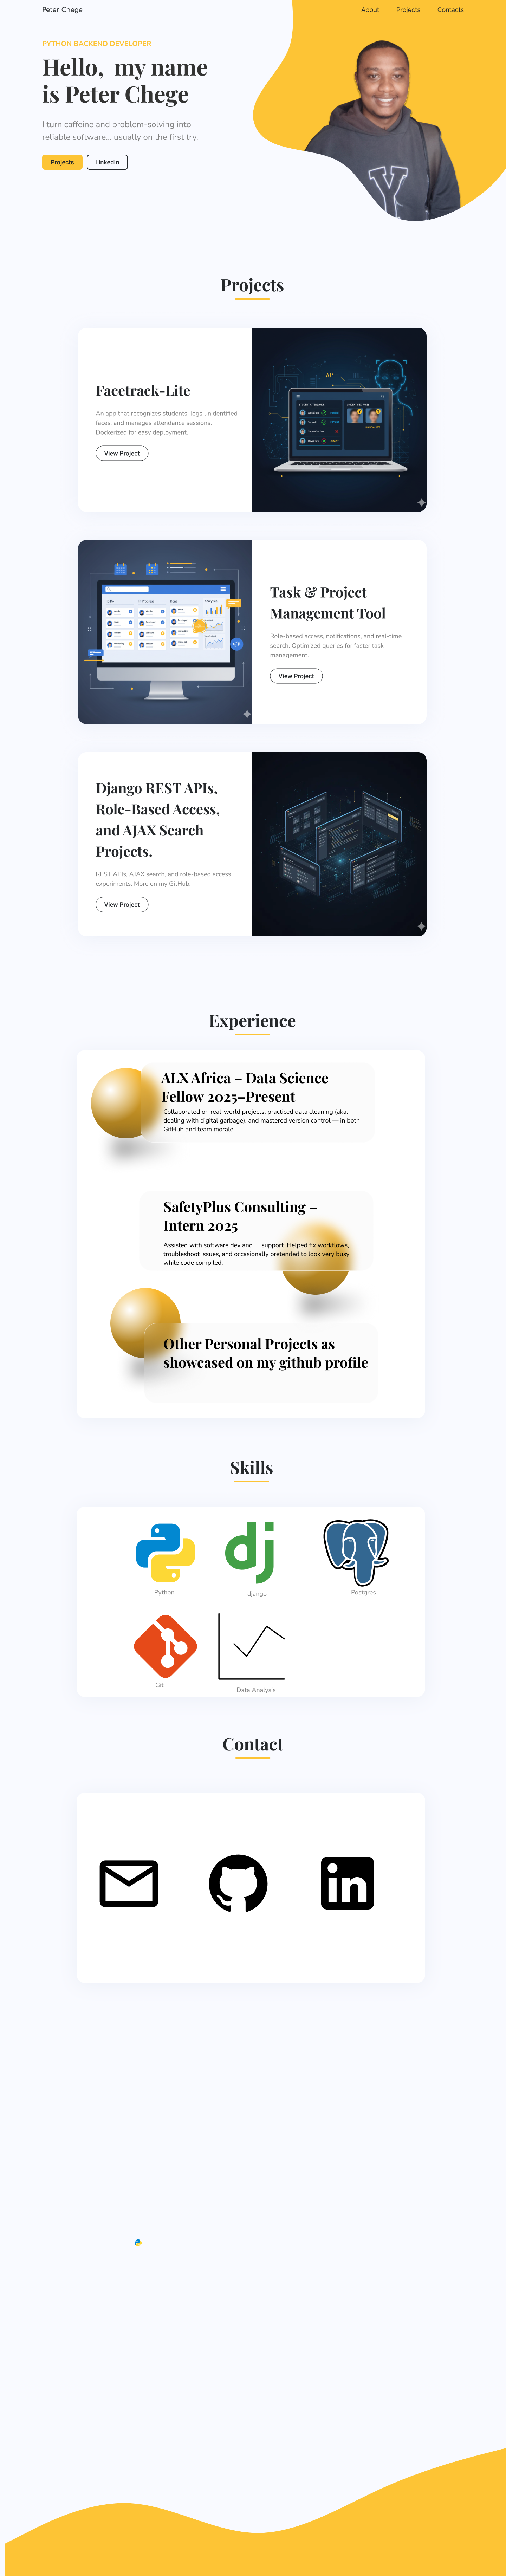 Peter Chege
About Projects Contacts
PYTHON BACKEND DEVELOPER
Hello, my name
is Peter Chege
I turn caffeine and problem-solving into
reliable software... usually on the first try.
Projects
LinkedIn
Projects
Facetrack-Lite
An app that recognizes students, logs unidentified
faces, and manages attendance sessions.
Dockerized for easy deployment.
View Project
AI
Task & Project
Management Tool
Role-based access, notifications, and real-time
search. Optimized queries for faster task
management.
View Project
Django REST APIs,
Role-Based Access,
and AJAX Search
Projects.
REST APIs, AJAX search, and role-based access
experiments. More on my GitHub.
View Project
Experience
ALX Africa – Data Science
Fellow 2025–Present
Collaborated on real-world projects, practiced data cleaning (aka,
dealing with digital garbage), and mastered version control — in both
GitHub and team morale.
SafetyPlus Consulting –
Intern 2025
Assisted with software dev and IT support. Helped fix workflows,
troubleshoot issues, and occasionally pretended to look very busy
while code compiled.
Other Personal Projects as
showcased on my github profile
Skills
Python
django
Postgres
Git
Data Analysis
Contact